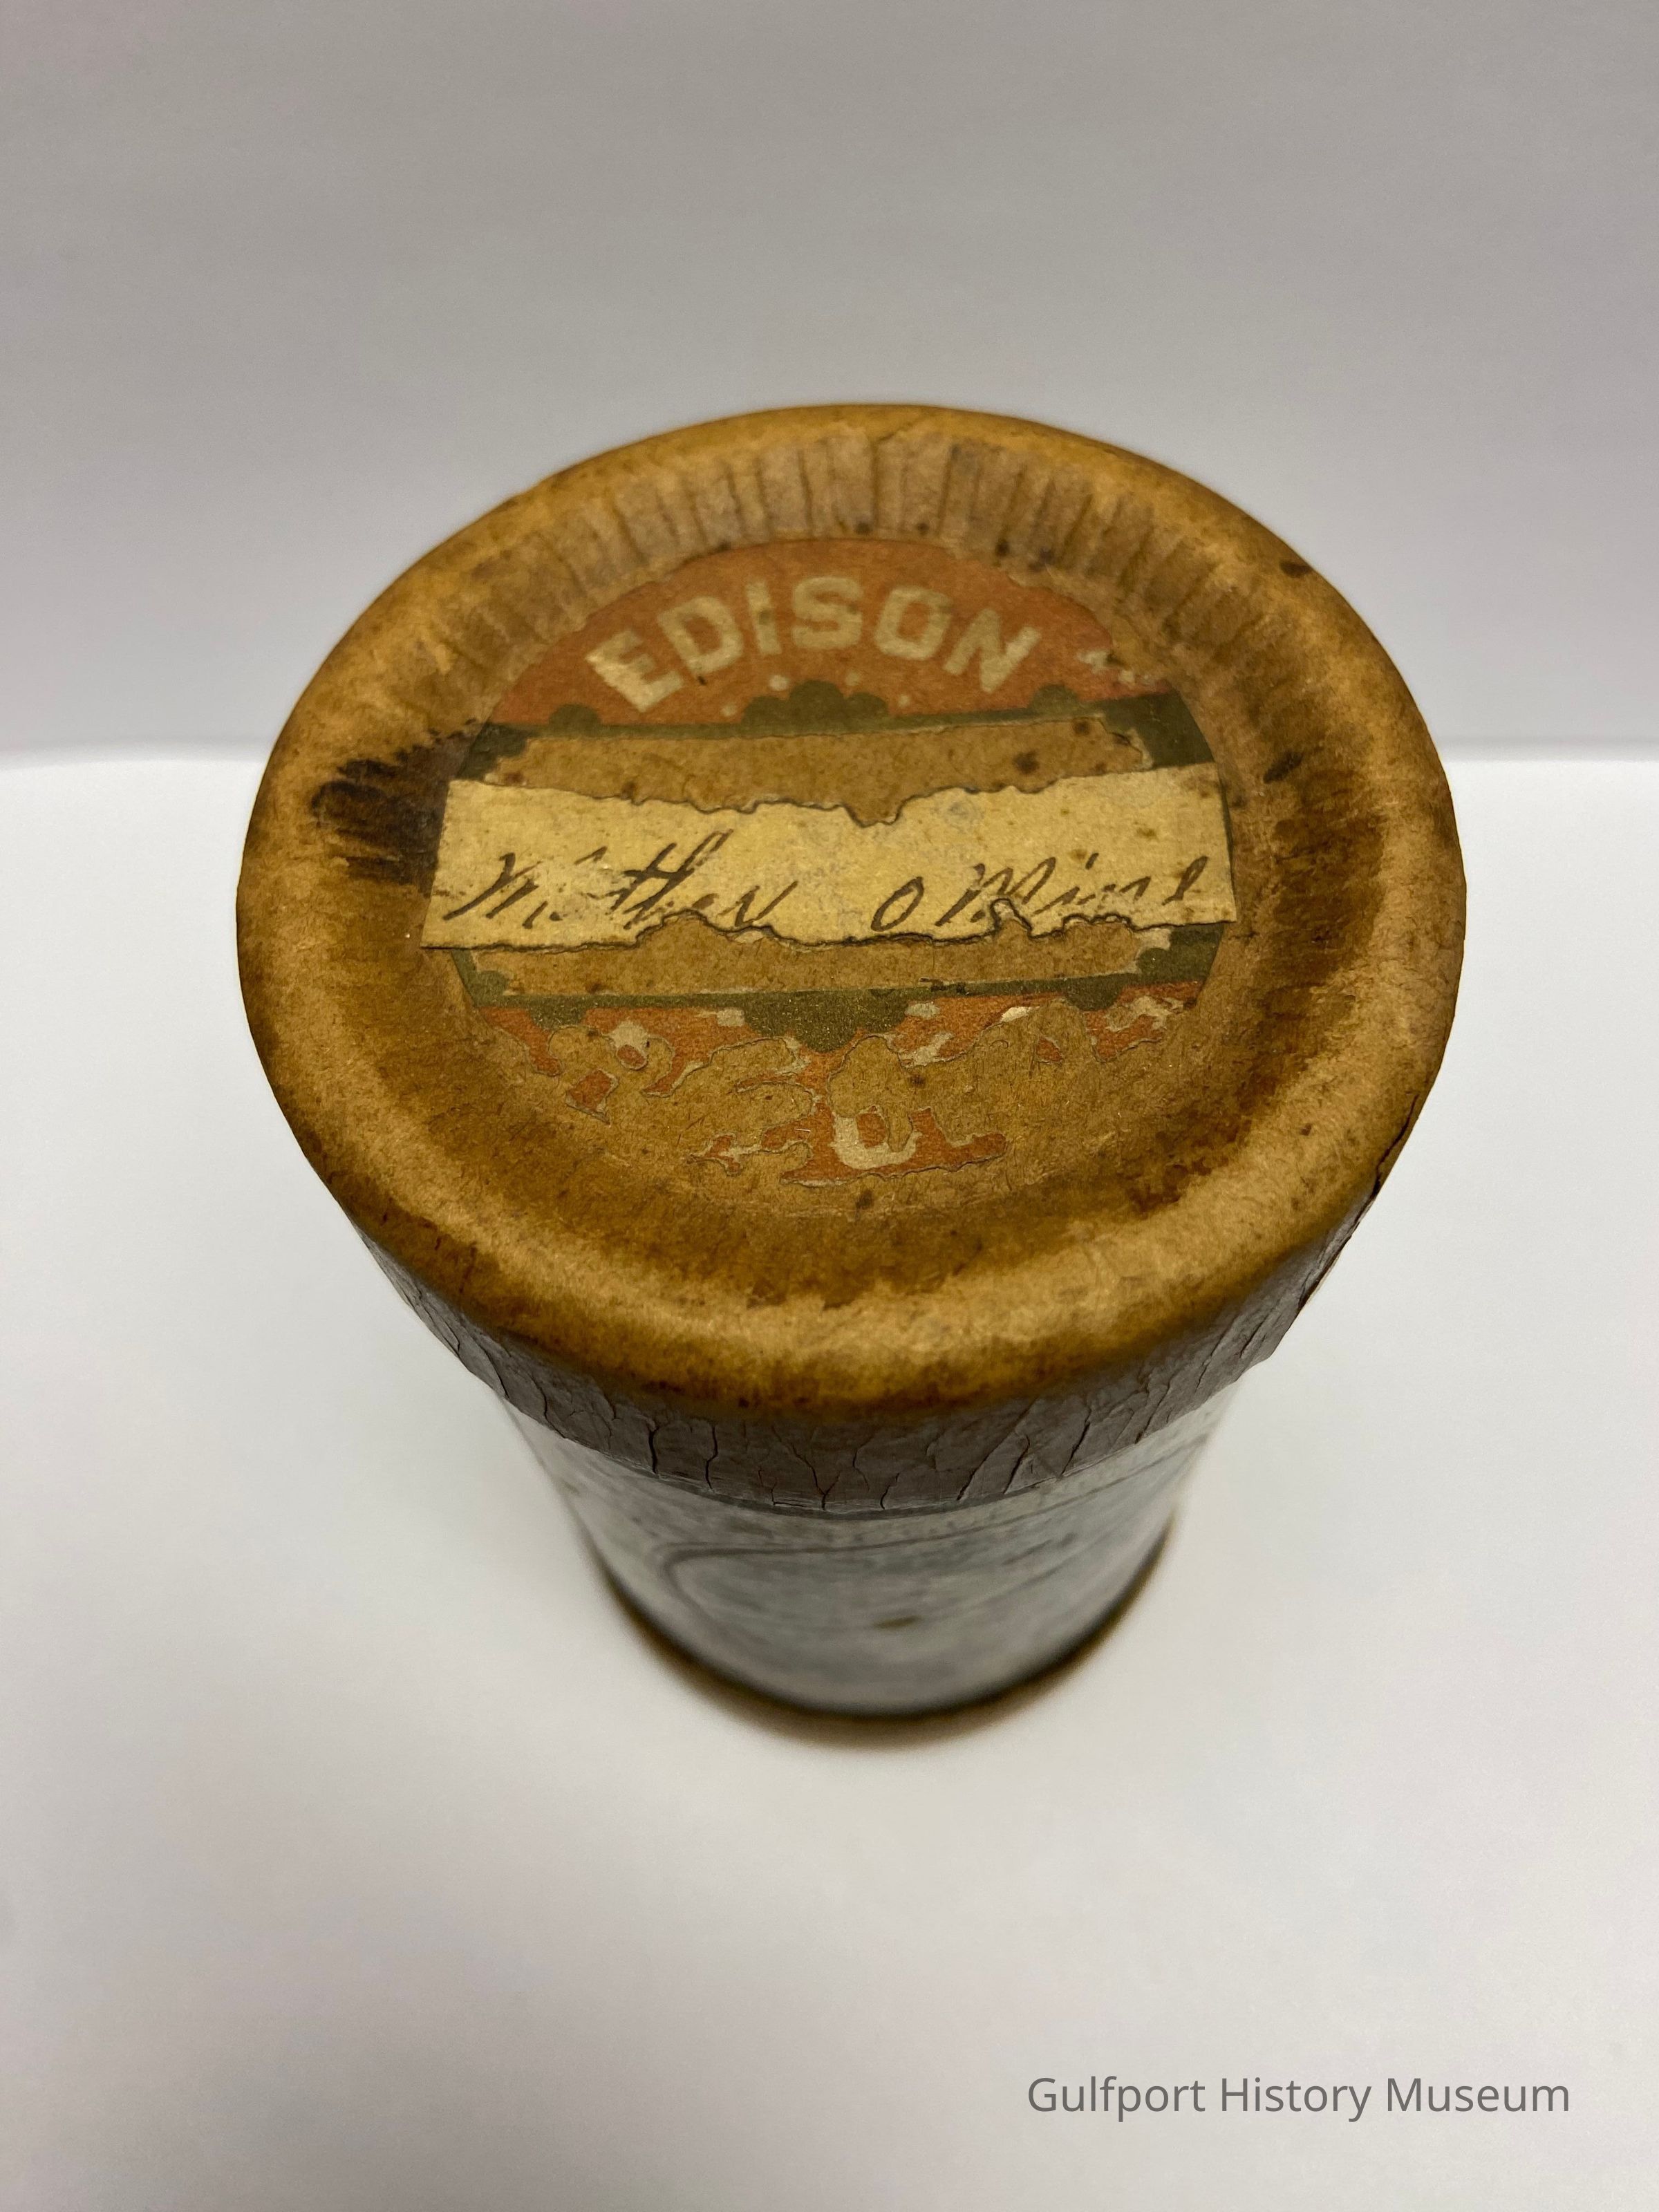 EDISON
Mother o Mine
Gulfport History Museum